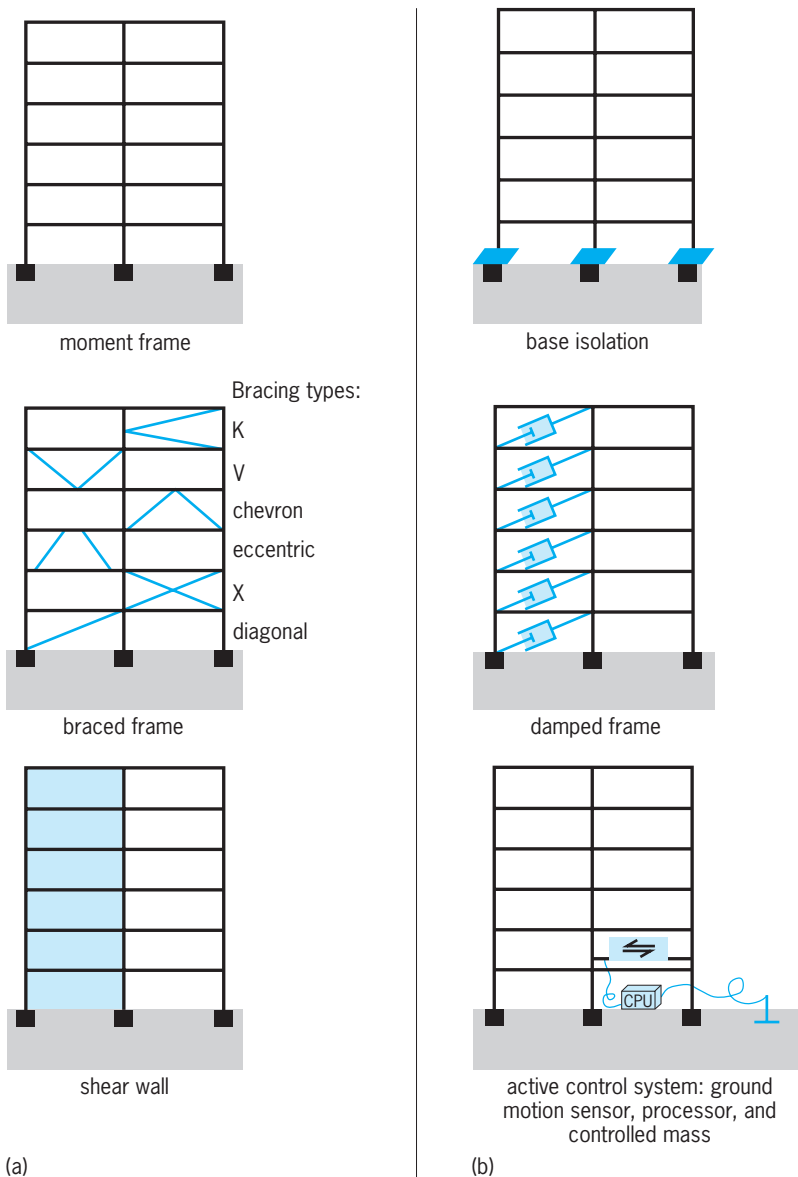 moment frame
Bracing types:
K
V
chevron
eccentric
X
diagonal
braced frame
shear wall
(a)
base isolation
damped frame
CPU
active control system: ground
motion sensor, processor, and
controlled mass
(b)